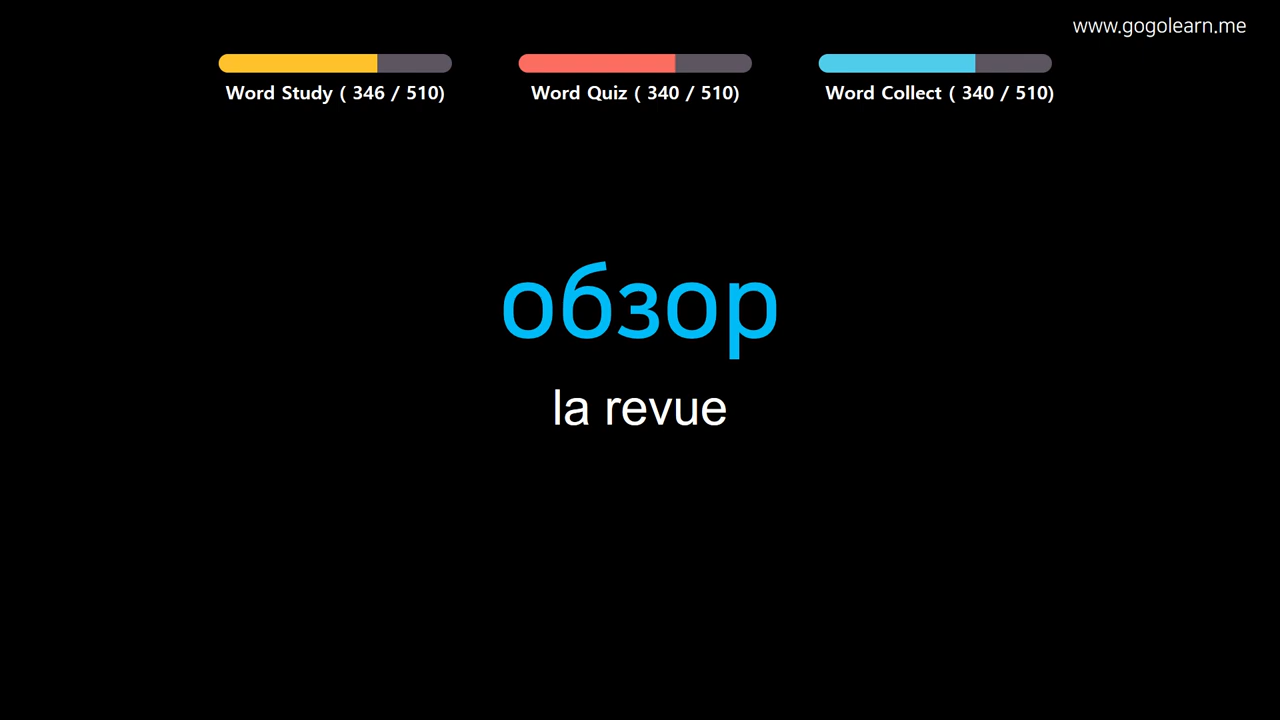 www.gogolearn.me
Word Study ( 346 / 510)
Word Quiz ( 340 / 510)
Word Collect ( 340 / 510)
обзор
la revue